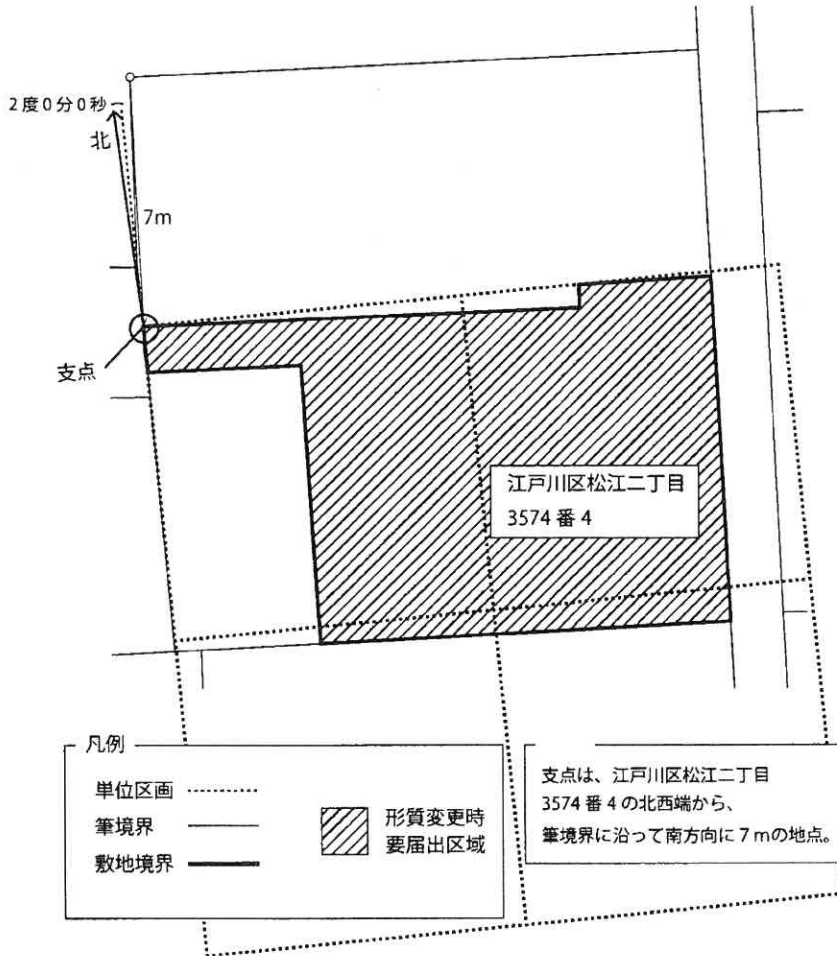 2度0分0秒
北
7m
支点
江戸川区松江二丁目
3574番4
凡例
単位区画
筆境界
敷地境界
形質変更時
要届出区域
支点は、江戸川区松江二丁目
3574番4の北西端から、
筆境界に沿って南方向に7mの地点。